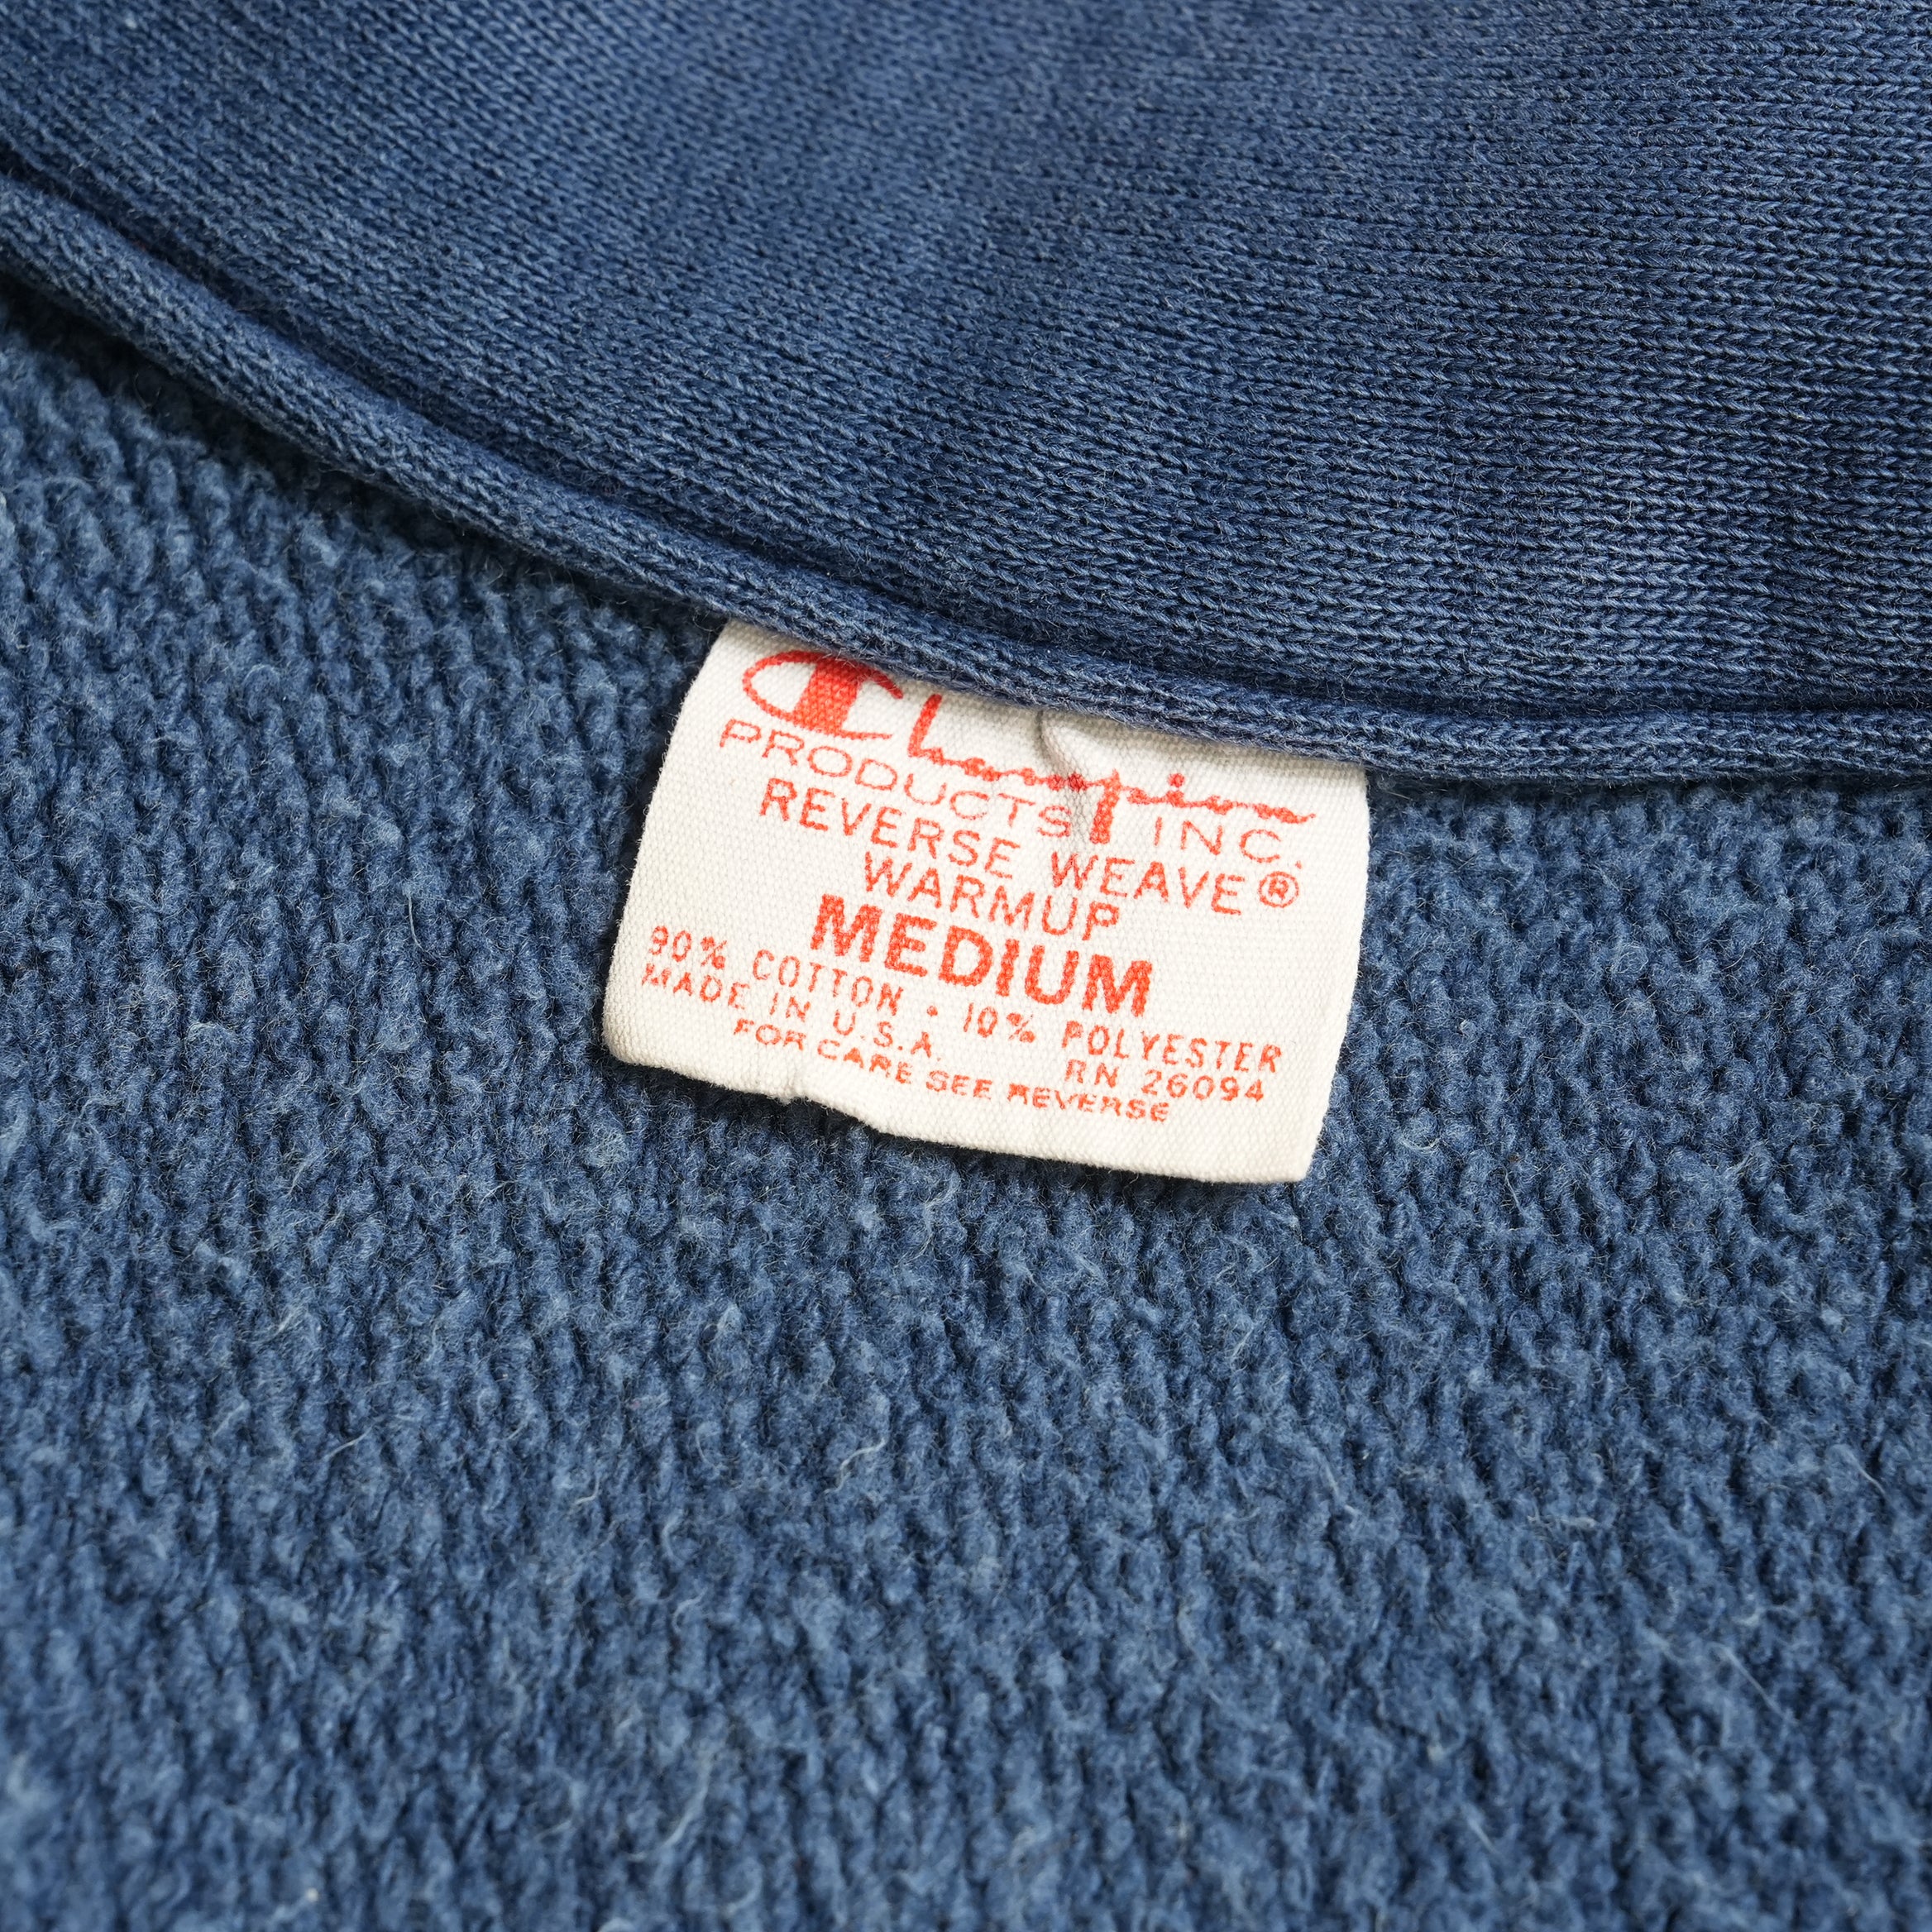 Champion
PRODUCTS INC.
REVERSE WEAVE®
WARMUP
MEDIUM
90% COTTON • 10% POLYESTER
MADE IN U.S.A. RN 26094
FOR CARE SEE REVERSE